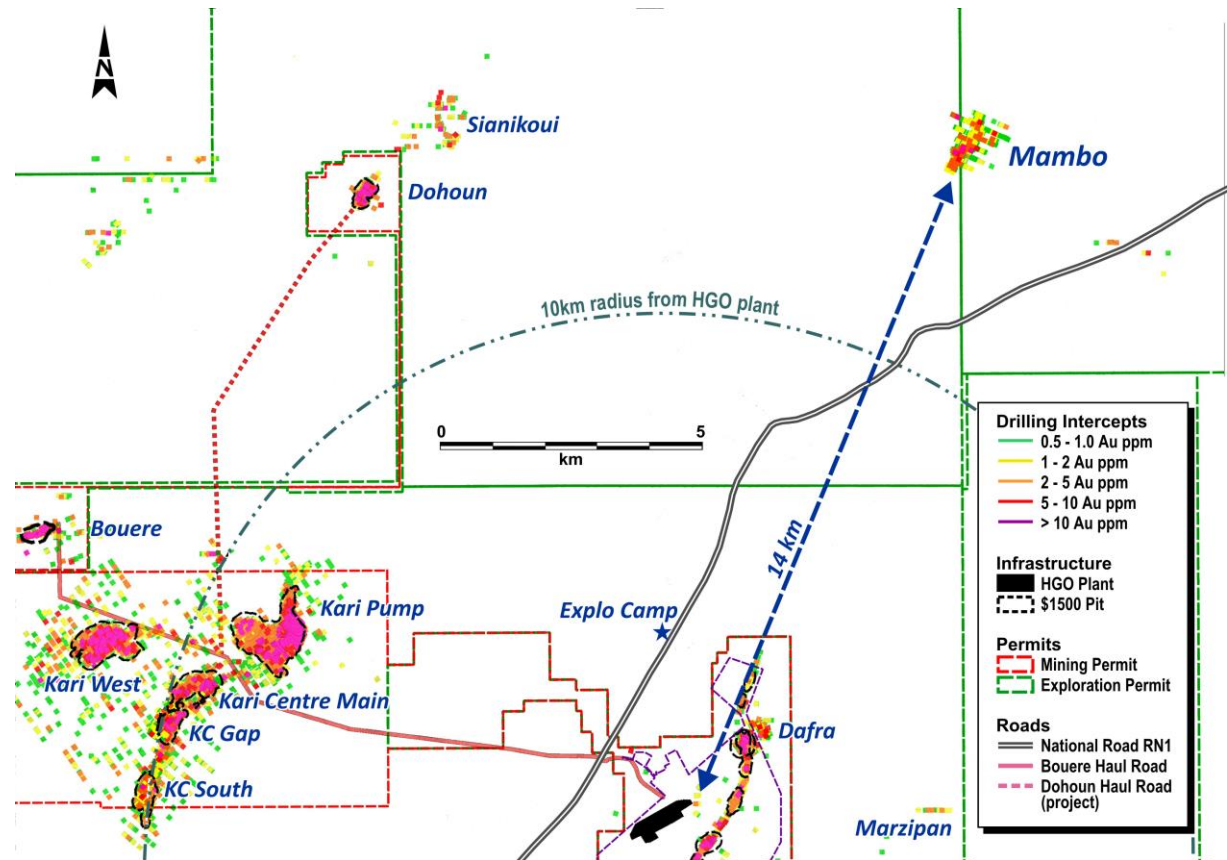 N
Sianikoui
Mambo
Dohoun
10km radius from HGO plant
0 5
km
14 km
Bouere
Kari Pump
Explo Camp
Kari West
Kari Centre Main
KC Gap
Dafra
KC South
Marzipan
Drilling Intercepts
0.5 - 1.0 Au ppm
1 - 2 Au ppm
2 - 5 Au ppm
5 - 10 Au ppm
> 10 Au ppm
Infrastructure
HGO Plant
$1500 Pit
Permits
Mining Permit
Exploration Permit
Roads
National Road RN1
Bouere Haul Road
Dohoun Haul Road
(project)